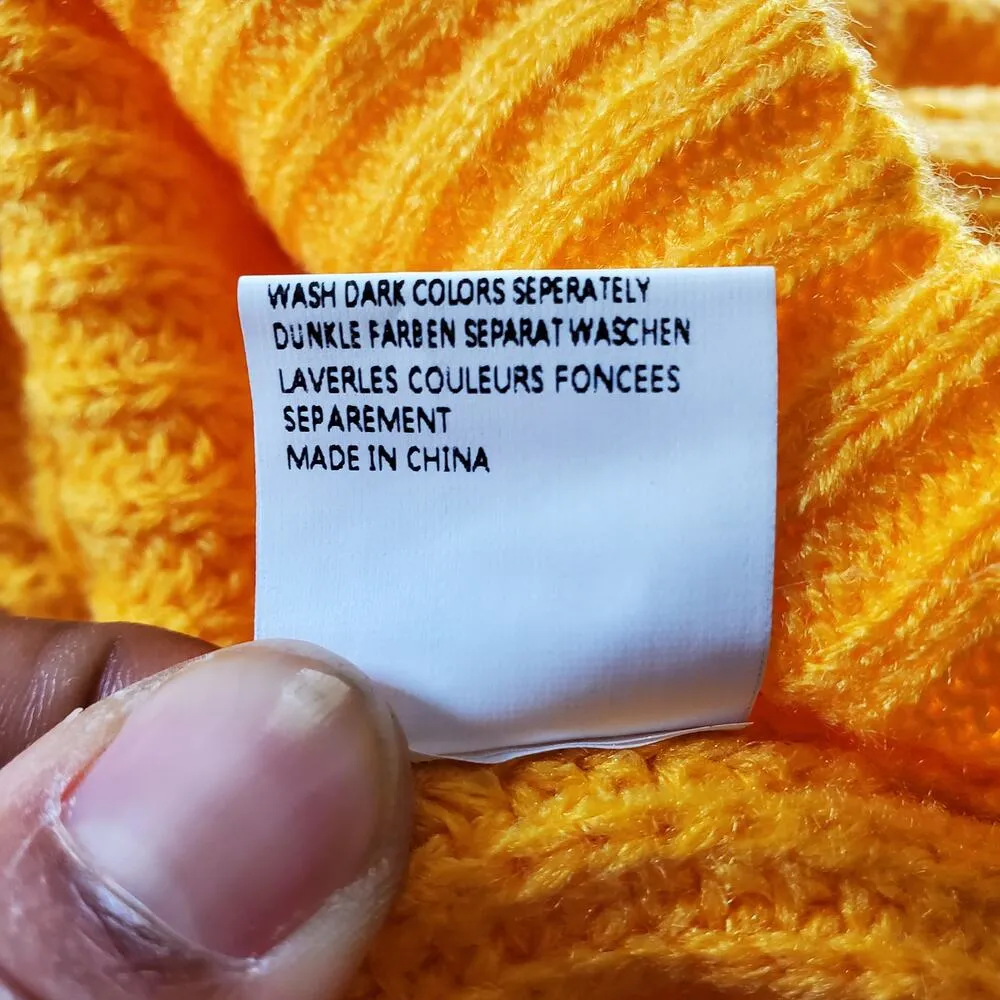 WASH DARK COLORS SEPERATELY
DUNKLE FARBEN SEPARAT WASCHEN
LAVERLES COULEURS FONCEES
SEPAREMENT
MADE IN CHINA